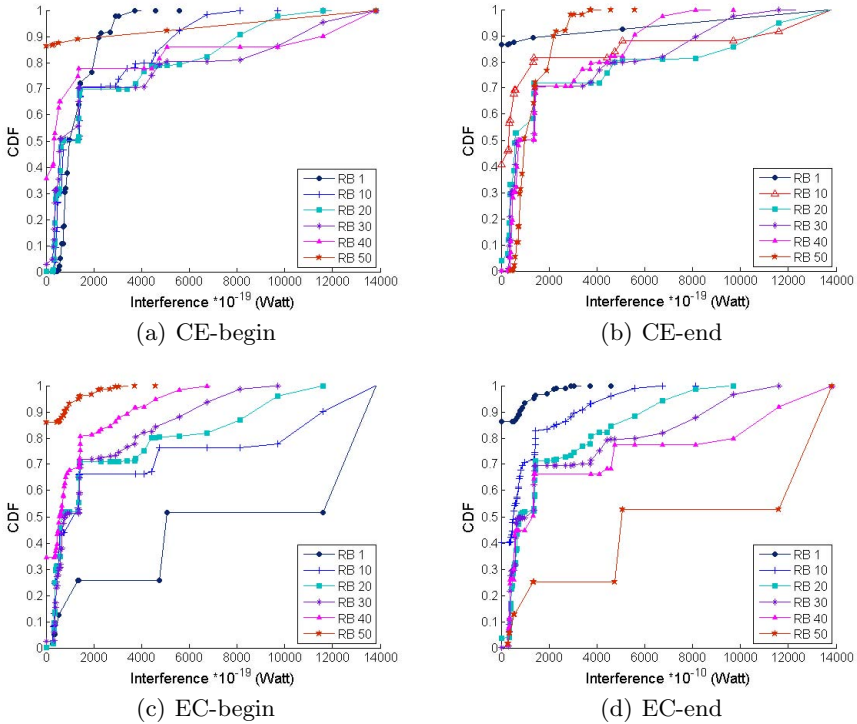 1
0.9
0.8
0.7
0.6
0.5
0.4
0.3
0.2
0.1
0
CDF
0 2000 4000 6000 8000 10000 12000 14000
Interference *10^-19 (Watt)
RB 1
RB 10
RB 20
RB 30
RB 40
RB 50
(a) CE-begin
1
0.9
0.8
0.7
0.6
0.5
0.4
0.3
0.2
0.1
0
CDF
0 2000 4000 6000 8000 10000 12000 14000
Interference *10^-19 (Watt)
RB 1
RB 10
RB 20
RB 30
RB 40
RB 50
(b) CE-end
1
0.9
0.8
0.7
0.6
0.5
0.4
0.3
0.2
0.1
0
CDF
0 2000 4000 6000 8000 10000 12000 14000
Interference *10^-19 (Watt)
RB 1
RB 10
RB 20
RB 30
RB 40
RB 50
(c) EC-begin
1
0.9
0.8
0.7
0.6
0.5
0.4
0.3
0.2
0.1
0
CDF
0 2000 4000 6000 8000 10000 12000 14000
Interference *10^-10 (Watt)
RB 1
RB 10
RB 20
RB 30
RB 40
RB 50
(d) EC-end